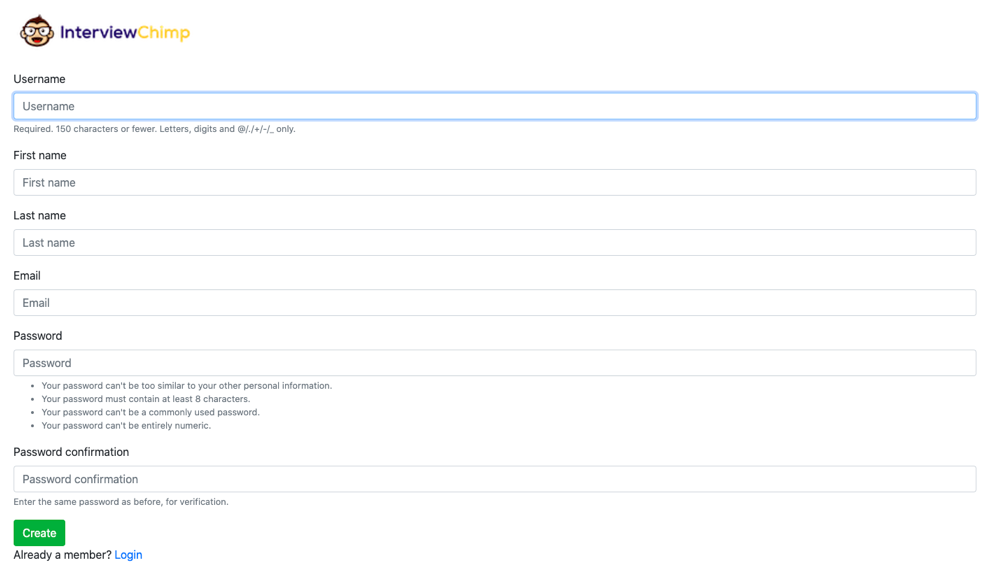 InterviewChimp
Username
Username
Required. 150 characters or fewer. Letters, digits and @/./+/-/_ only.
First name
First name
Last name
Last name
Email
Email
Password
Password
• Your password can't be too similar to your other personal information.
• Your password must contain at least 8 characters.
• Your password can't be a commonly used password.
• Your password can't be entirely numeric.
Password confirmation
Password confirmation
Enter the same password as before, for verification.
Create
Already a member? Login